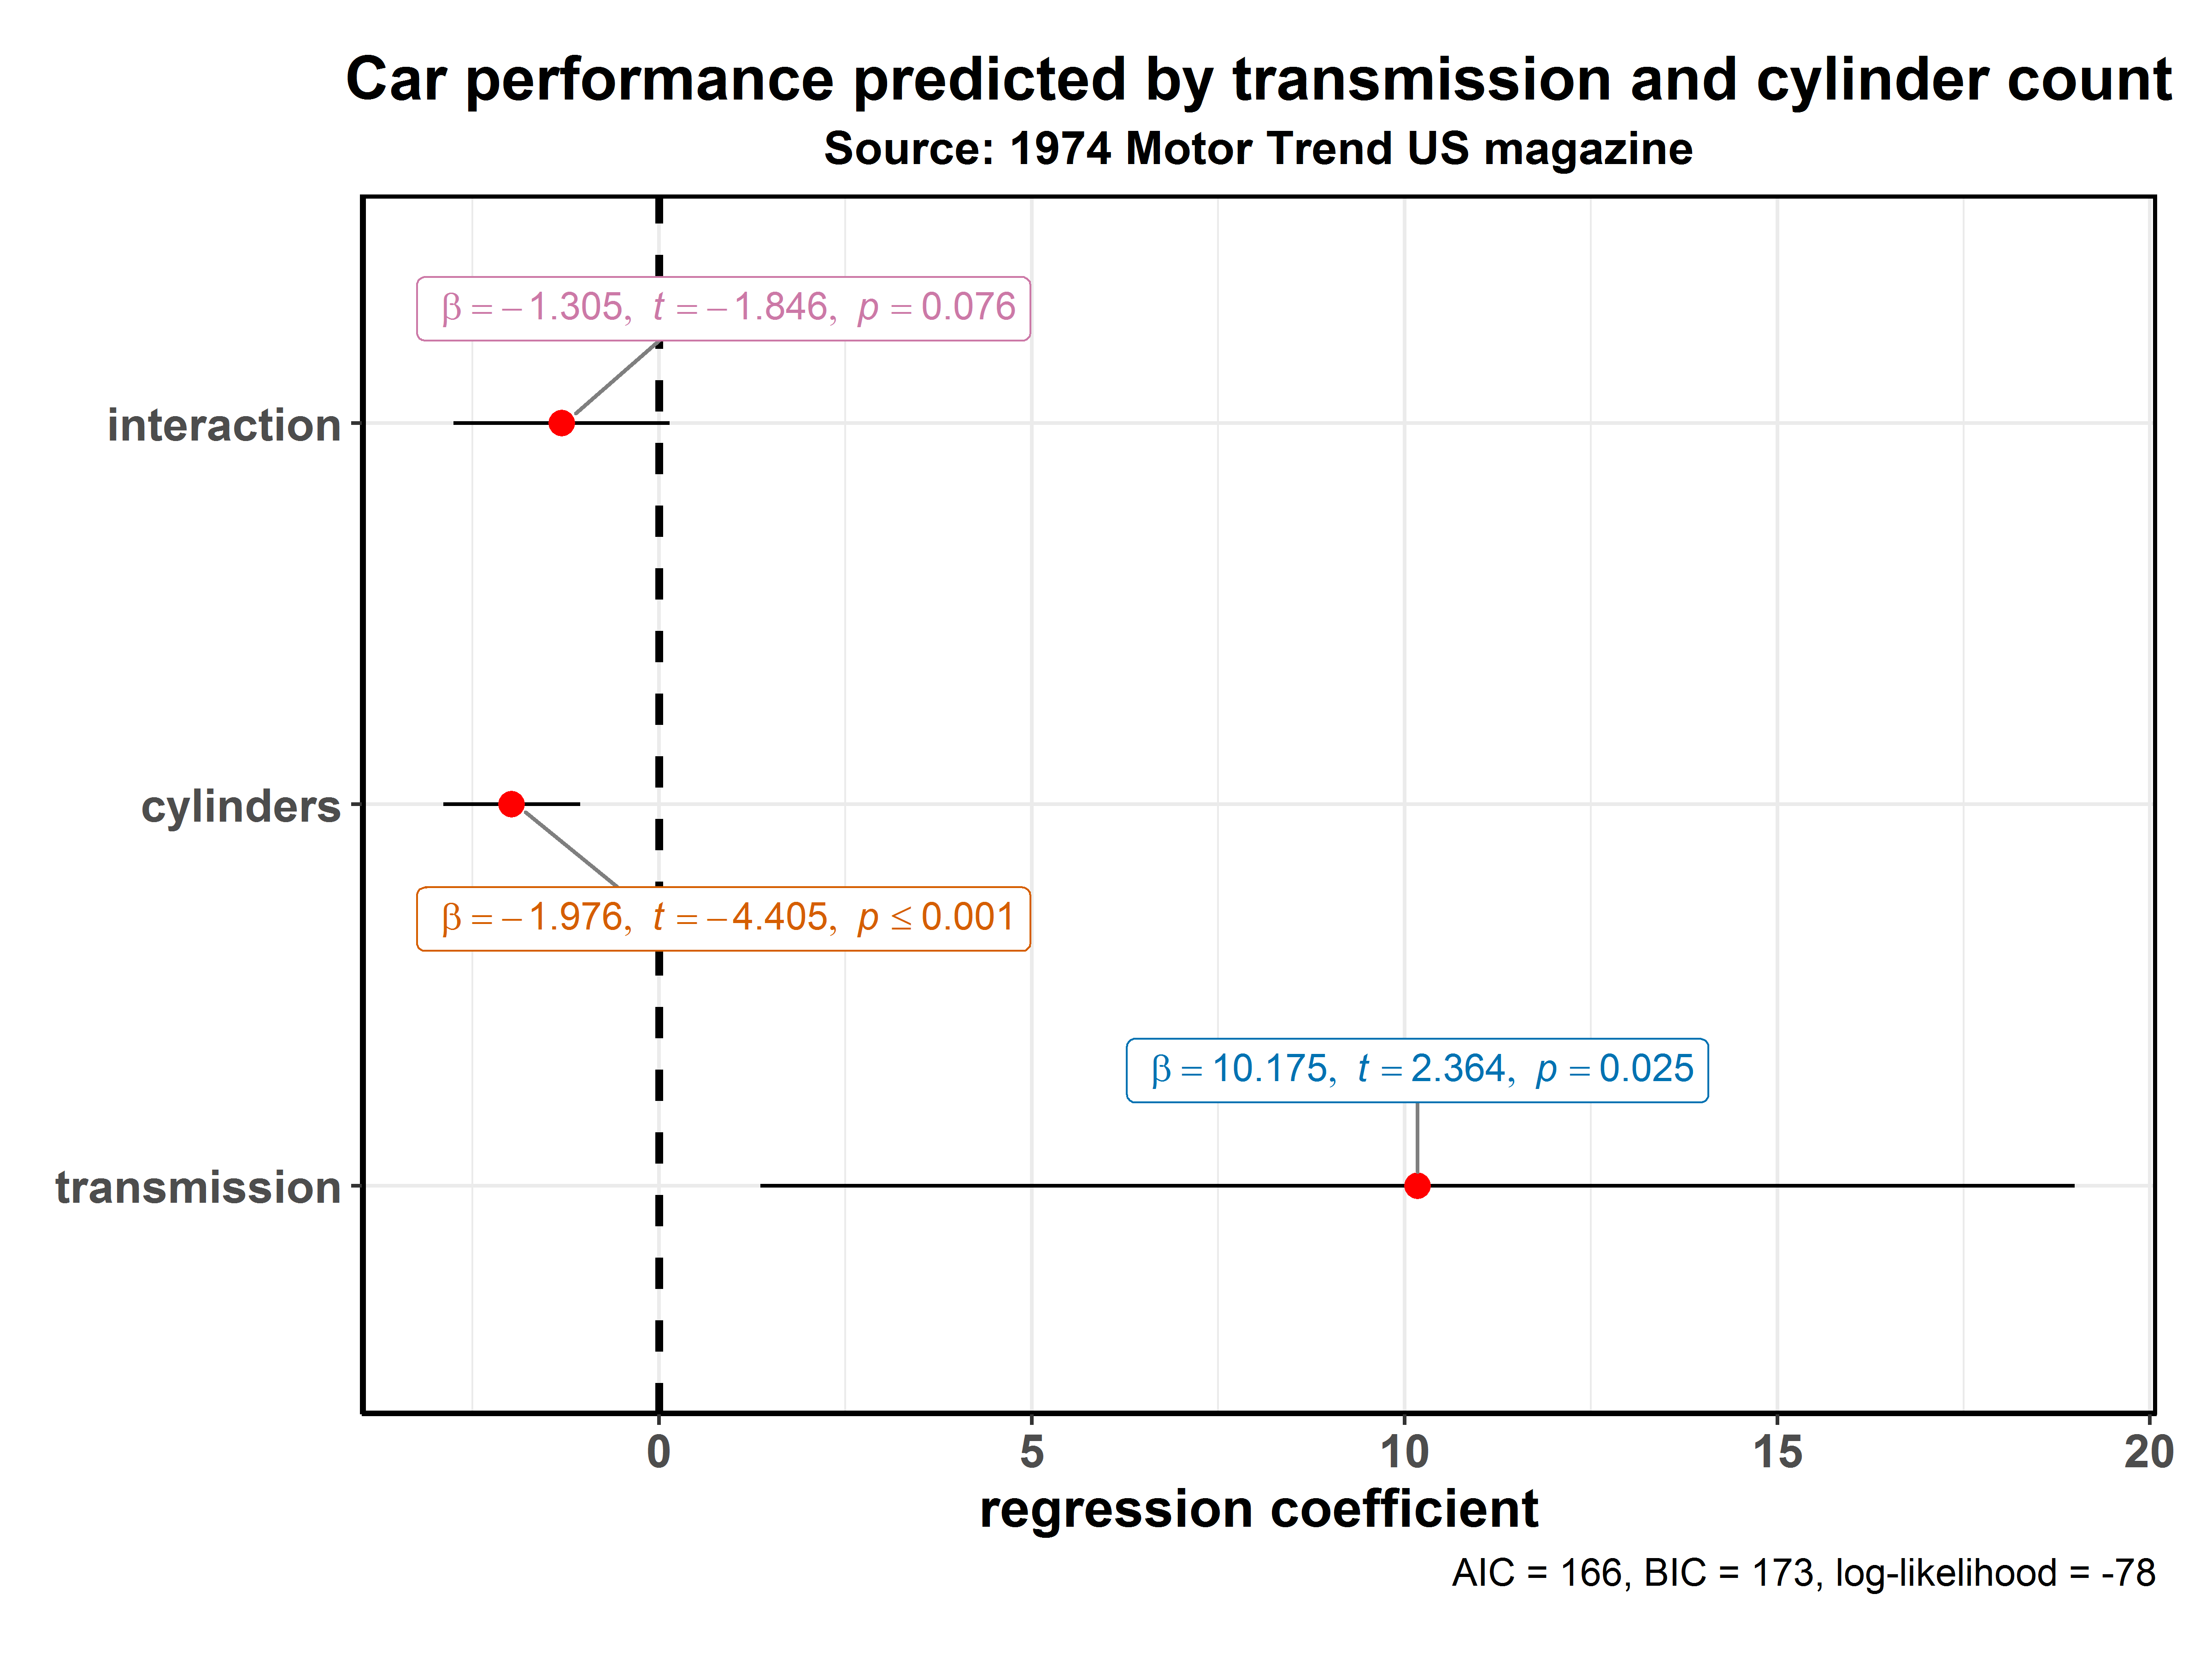 Car performance predicted by transmission and cylinder count
Source: 1974 Motor Trend US magazine
β = −1.305, t = −1.846, p = 0.076
interaction
cylinders
β = −1.976, t = −4.405, p ≤ 0.001
β = 10.175, t = 2.364, p = 0.025
transmission
0 5 10 15 20
regression coefficient
AIC = 166, BIC = 173, log-likelihood = -78